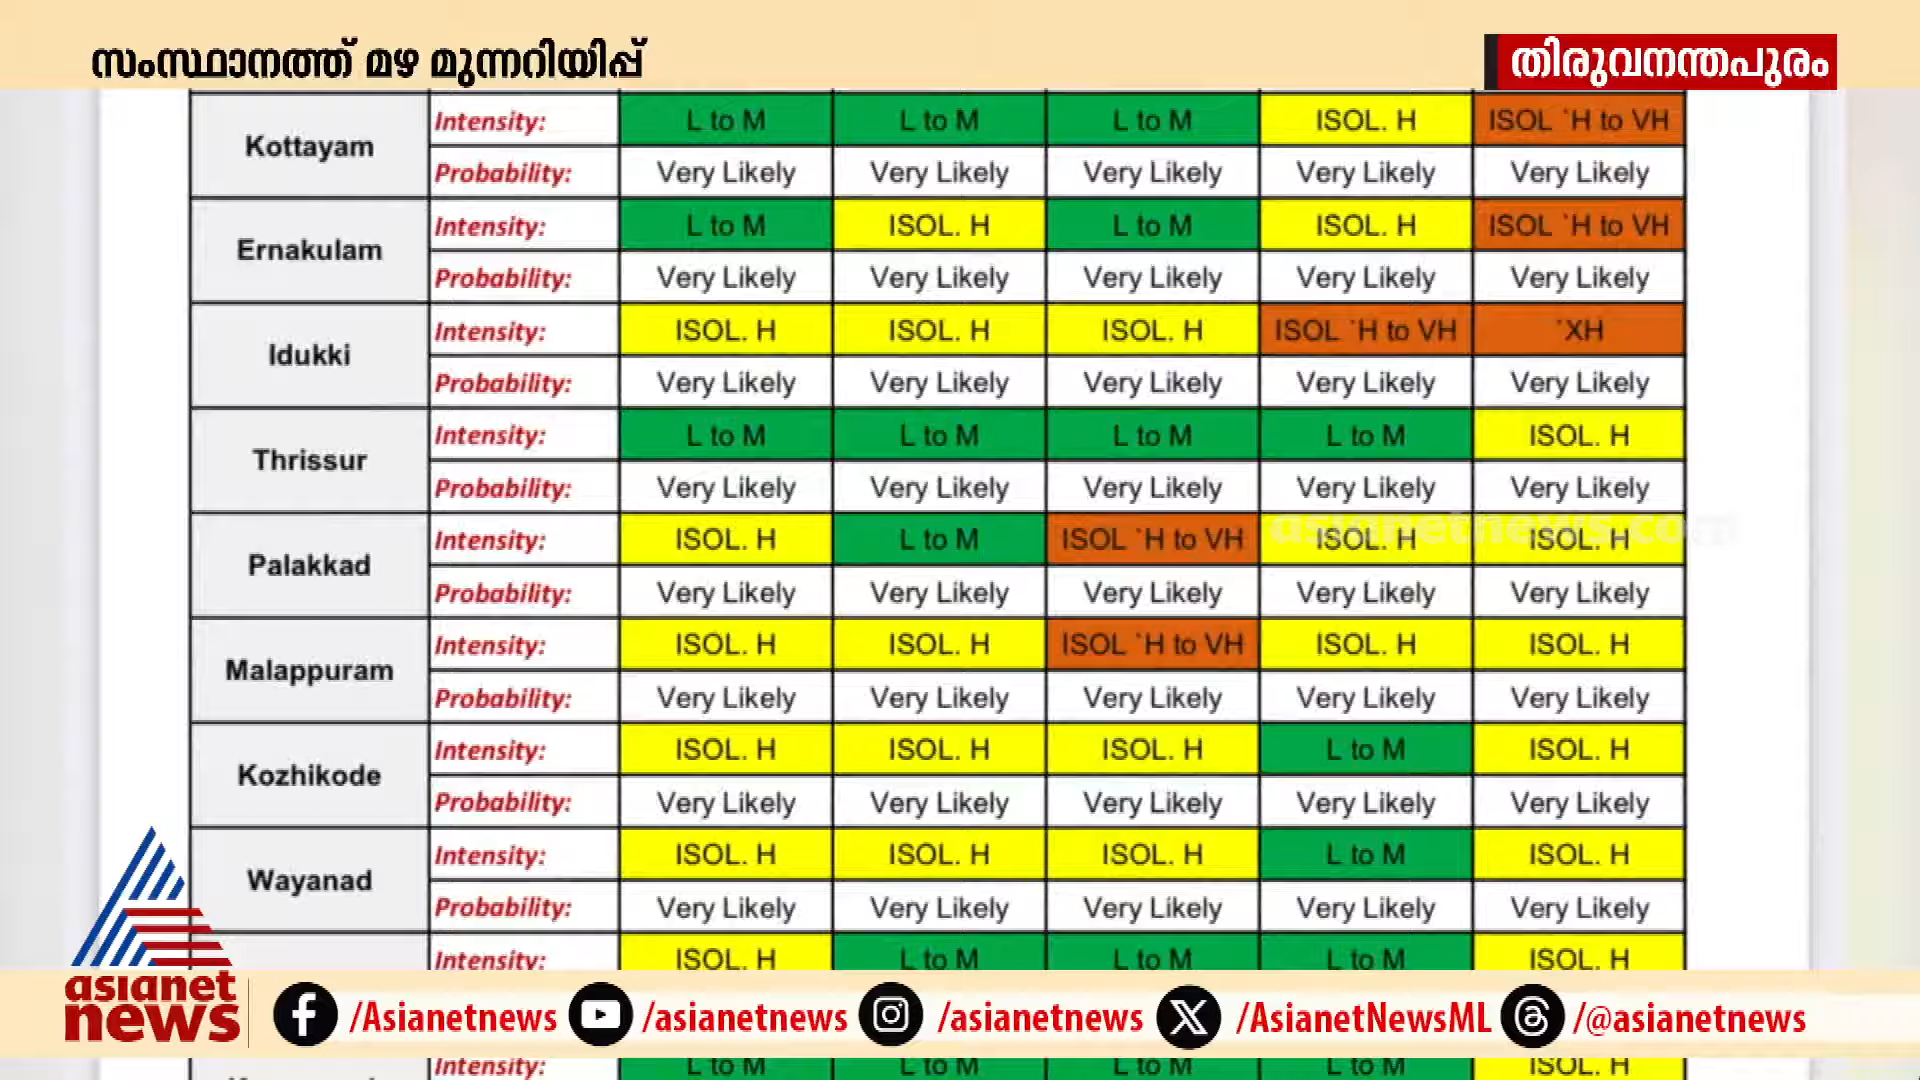 സംസ്ഥാനത്ത് മഴ മുന്നറിയിപ്പ്
തിരുവനന്തപുരം
Kottayam
Intensity: L to M L to M L to M ISOL. H ISOL `H to VH
Probability: Very Likely Very Likely Very Likely Very Likely Very Likely
Ernakulam
Intensity: L to M ISOL. H L to M ISOL. H ISOL `H to VH
Probability: Very Likely Very Likely Very Likely Very Likely Very Likely
Idukki
Intensity: ISOL. H ISOL. H ISOL. H ISOL `H to VH `XH
Probability: Very Likely Very Likely Very Likely Very Likely Very Likely
Thrissur
Intensity: L to M L to M L to M L to M ISOL. H
Probability: Very Likely Very Likely Very Likely Very Likely Very Likely
Palakkad
Intensity: ISOL. H L to M ISOL `H to VH ISOL. H ISOL. H
asianetnews.com
Probability: Very Likely Very Likely Very Likely Very Likely Very Likely
Malappuram
Intensity: ISOL. H ISOL. H ISOL `H to VH ISOL. H ISOL. H
Probability: Very Likely Very Likely Very Likely Very Likely Very Likely
Kozhikode
Intensity: ISOL. H ISOL. H ISOL. H L to M ISOL. H
Probability: Very Likely Very Likely Very Likely Very Likely Very Likely
Wayanad
Intensity: ISOL. H ISOL. H ISOL. H L to M ISOL. H
Probability: Very Likely Very Likely Very Likely Very Likely Very Likely
Intensity: ISOL. H L to M L to M L to M ISOL. H
asianet
news
/Asianetnews /asianetnews /asianetnews /AsianetNewsML /@asianetnews
Intensity: L to M L to M L to M L to M ISOL. H